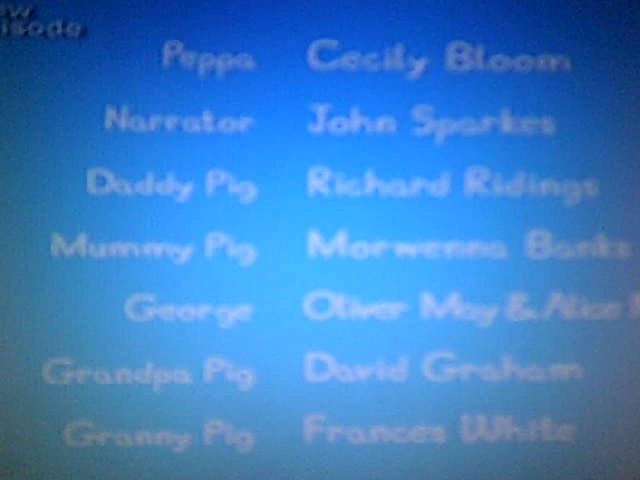 Peppa Cecily Bloom
Narrator John Sparkes
Daddy Pig Richard Ridings
Mummy Pig Morwenna Banks
George Oliver May & Alice
Grandpa Pig David Graham
Granny Pig Frances White